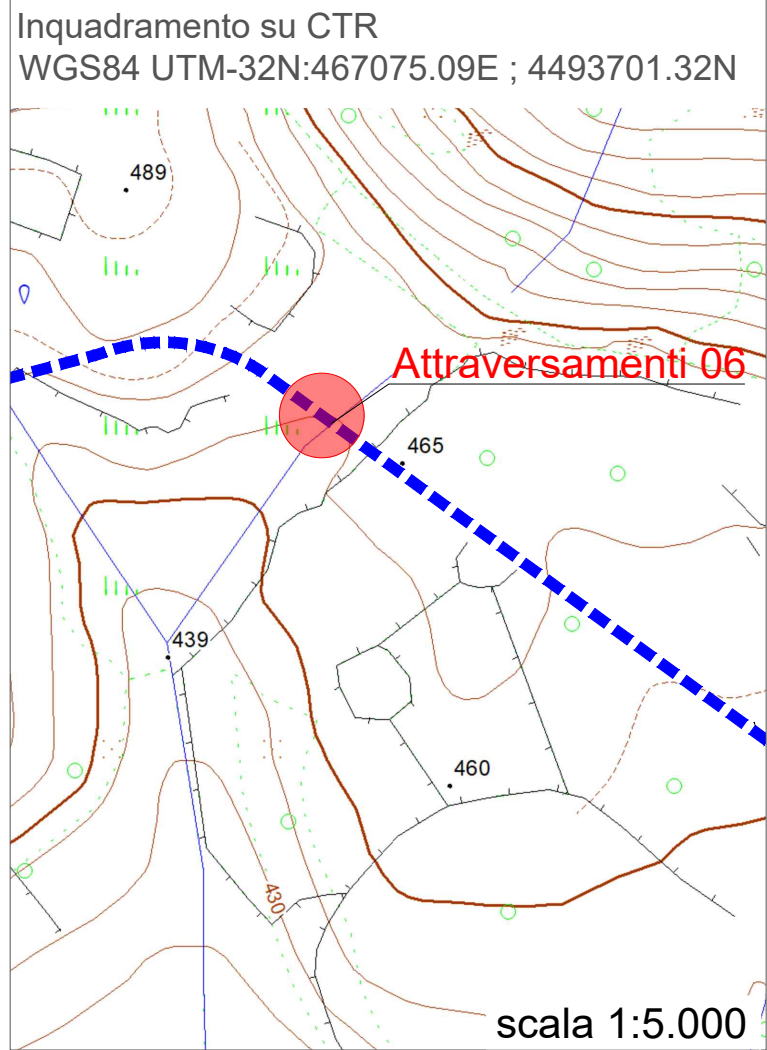 Inquadramento su CTR
WGS84 UTM-32N:467075.09E ; 4493701.32N
489
Attraversamenti 06
465
439
460
430
scala 1:5.000